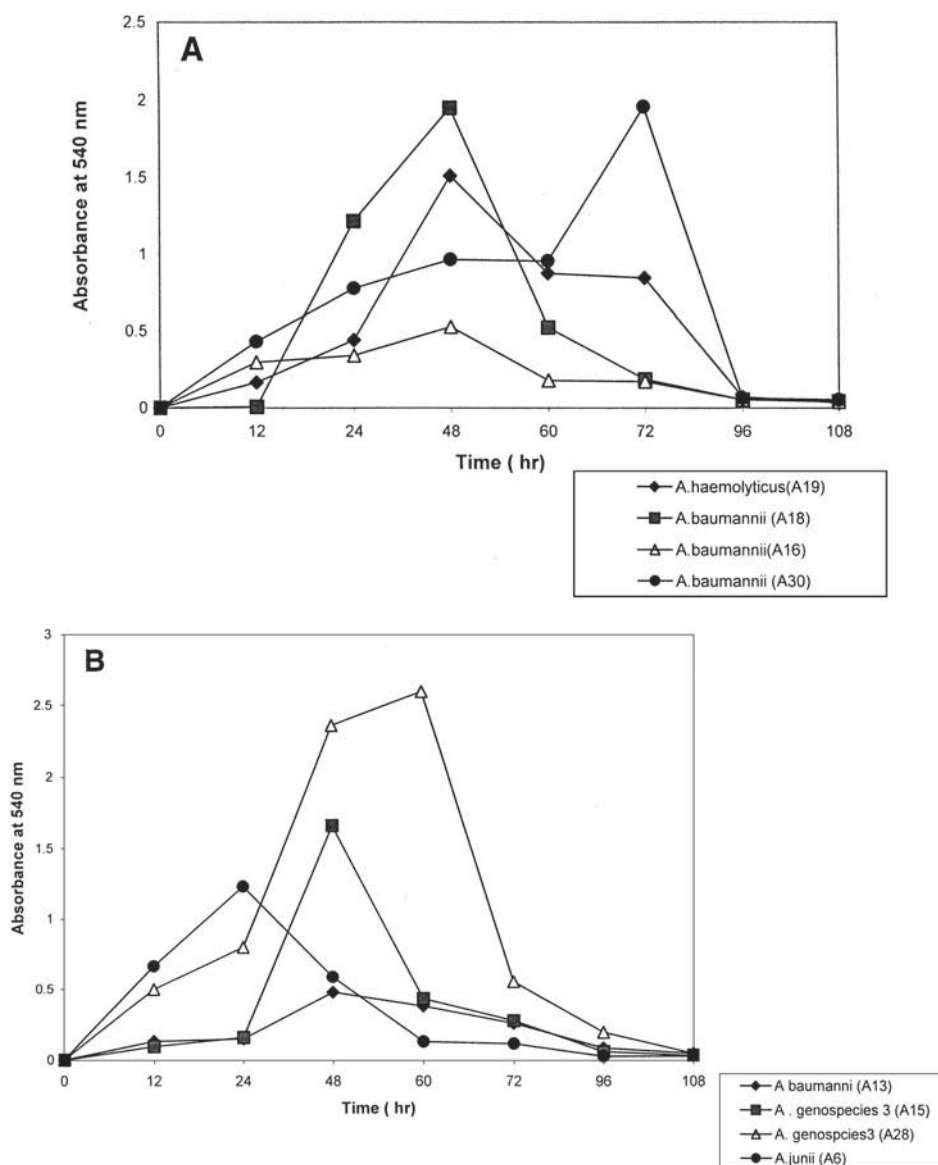 A
2.5
2
1.5
1
0.5
0
Absorbance at 540 nm
0 12 24 48 60 72 96 108
Time ( hr)
A.haemolyticus(A19)
A.baumannii (A18)
A.baumannii(A16)
A.baumannii (A30)
B
3
2.5
2
1.5
1
0.5
0
Absorbance at 540 nm
0 12 24 48 60 72 96 108
Time ( hr)
A baumanni (A13)
A . genospecies 3 (A15)
A. genospcies3 (A28)
A.junii (A6)